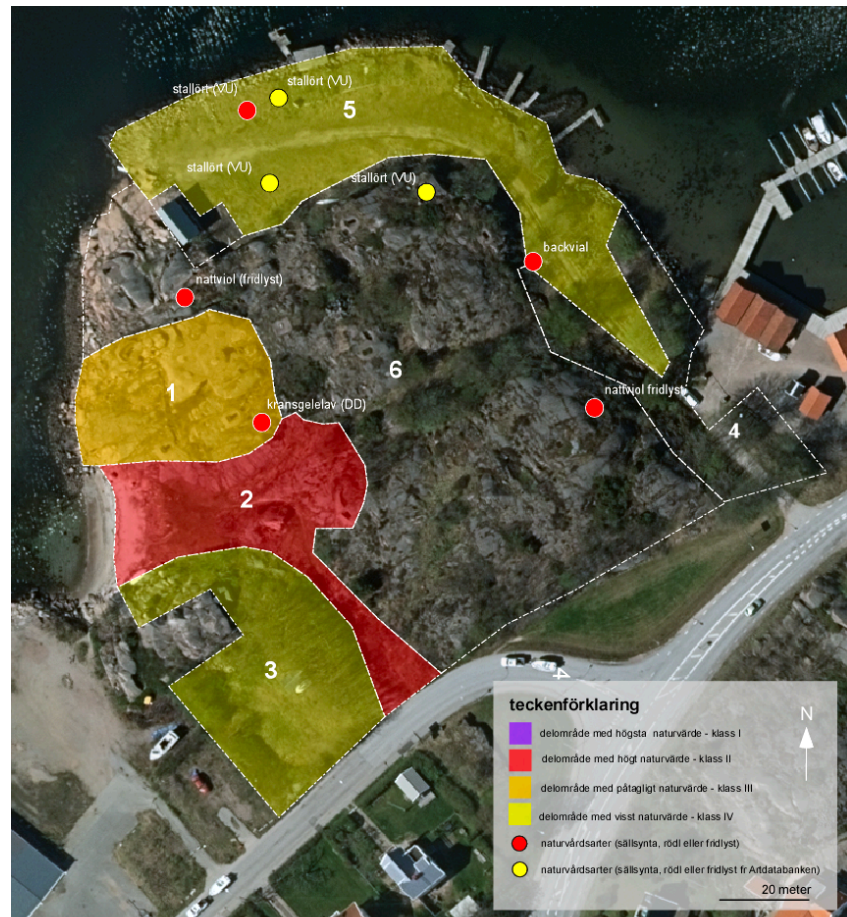 stallört (VU)
stallört (VU)
5
stallört (VU)
stallört (VU)
backvial
nattviol (fridlyst)
6
1
nattviol fridlyst
kransgelelav (DD)
4
2
3
teckenförklaring
N
delområde med högsta naturvärde - klass I
delområde med högt naturvärde - klass II
delområde med påtagligt naturvärde - klass III
delområde med visst naturvärde - klass IV
naturvårdsarter (sällsynta, rödl eller fridlyst)
naturvårdsarter (sällsynta, rödl eller fridlyst fr Artdatabanken)
20 meter